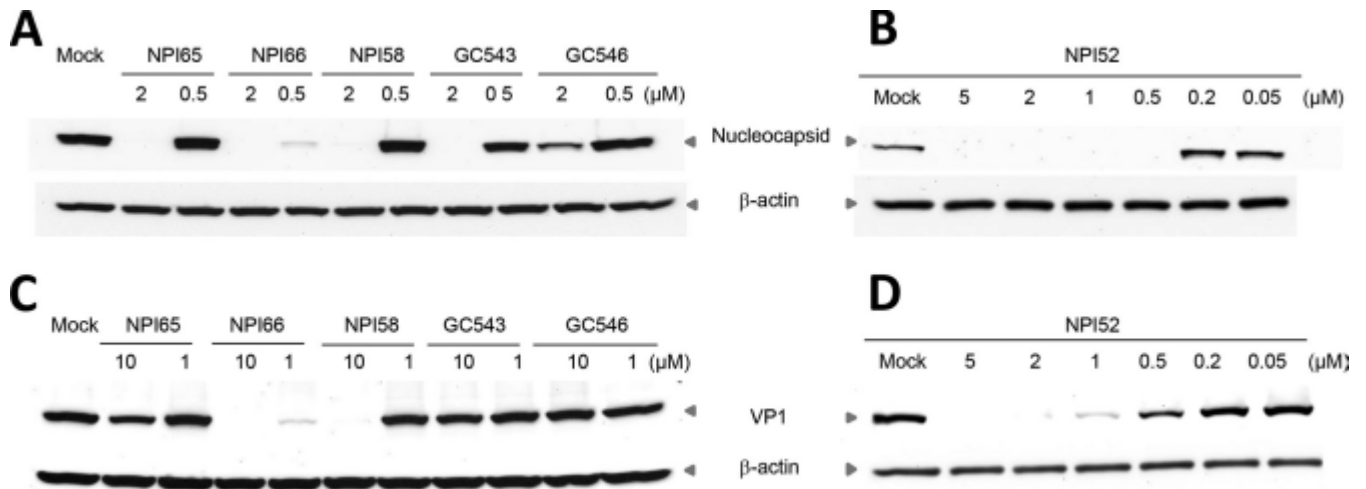 A
Mock NPI65 NPI66 NPI58 GC543 GC546
2 0.5 2 0.5 2 0.5 2 0 5 2 0.5 (μM)
Nucleocapsid
β-actin
B
NPI52
Mock 5 2 1 0.5 0.2 0.05 (μM)
C
Mock NPI65 NPI66 NPI58 GC543 GC546
10 1 10 1 10 1 10 1 10 1 (μM)
VP1
β-actin
D
NPI52
Mock 5 2 1 0.5 0.2 0.05 (μM)